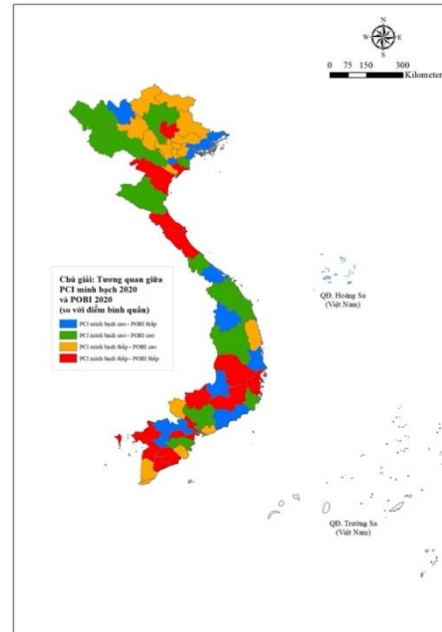 N
W E
S
0 75 150 300
Kilometer
QĐ. Hoàng Sa
(Việt Nam)
Chú giải: Tương quan giữa
PCI minh bạch 2020
và POBI 2020
(so với điểm bình quân)
PCI minh bạch cao - POBI thấp
PCI minh bạch cao - POBI cao
PCI minh bạch thấp - POBI cao
PCI minh bạch thấp - POBI thấp
QĐ. Trường Sa
(Việt Nam)